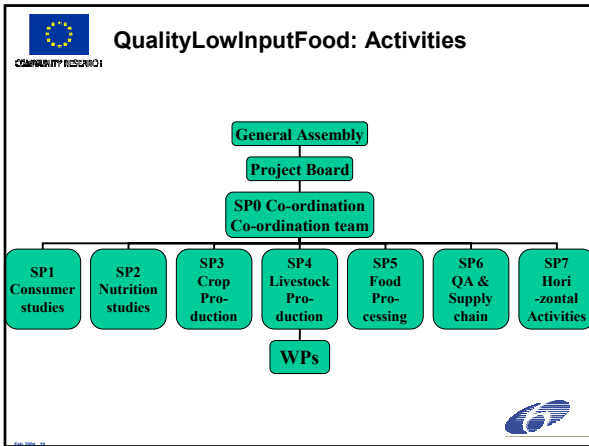 QualityLowInputFood: Activities
COMMUNITY RESEARCH
General Assembly
Project Board
SP0 Co-ordination
Co-ordination team
SP1
Consumer
studies
SP2
Nutrition
studies
SP3
Crop
Pro-
duction
SP4
Livestock
Pro-
duction
SP5
Food
Pro-
cessing
SP6
QA &
Supply
chain
SP7
Hori
-zontal
Activities
WPs
Feb 2004